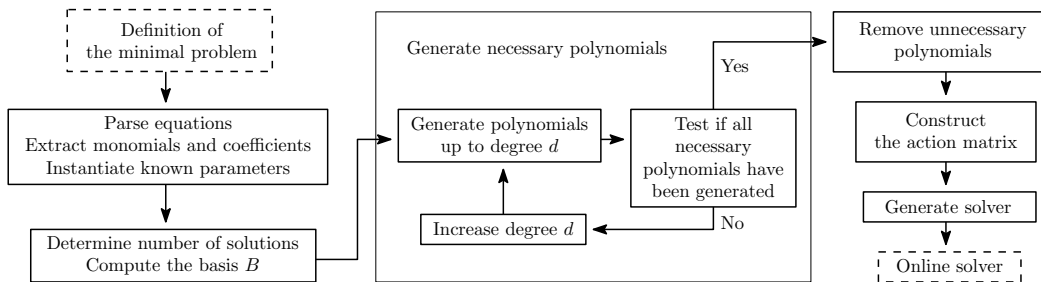 Definition of
the minimal problem
Parse equations
Extract monomials and coefficients
Instantiate known parameters
Determine number of solutions
Compute the basis B
Generate necessary polynomials
Generate polynomials
up to degree d
Increase degree d
Test if all
necessary
polynomials have
been generated
Yes
No
Remove unnecessary
polynomials
Construct
the action matrix
Generate solver
Online solver